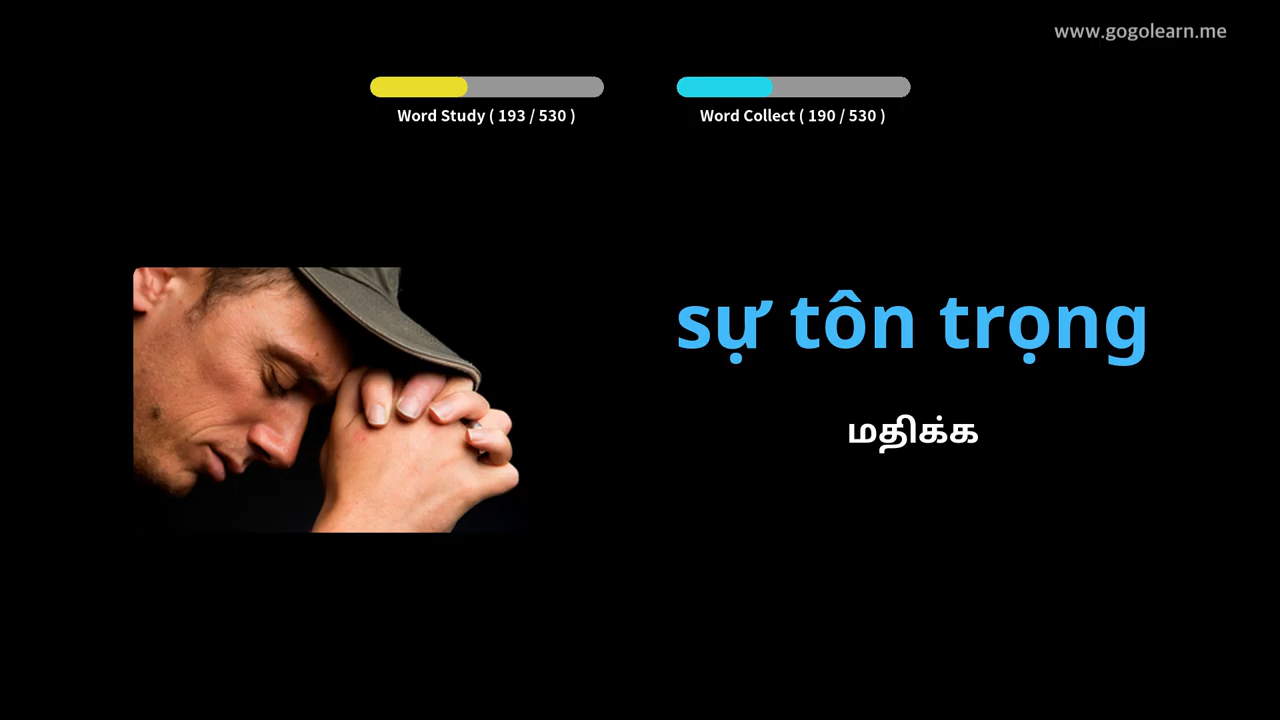 www.gogolearn.me
Word Study ( 193 / 530 )
Word Collect ( 190 / 530 )
sự tôn trọng
மதிக்க